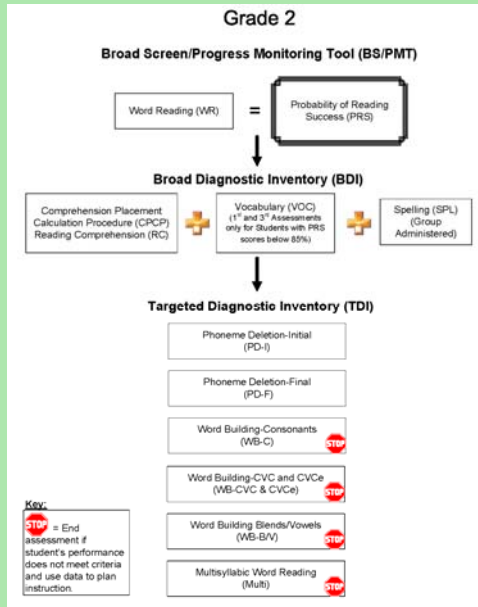 Grade 2
Broad Screen/Progress Monitoring Tool (BS/PMT)
Word Reading (WR)
=
Probability of Reading
Success (PRS)
Broad Diagnostic Inventory (BDI)
Comprehension Placement
Calculation Procedure (CPCP)
Reading Comprehension (RC)
Vocabulary (VOC)
(1st and 3rd Assessments
only for Students with PRS
scores below 85%)
Spelling (SPL)
(Group
Administered)
Targeted Diagnostic Inventory (TDI)
Phoneme Deletion-Initial
(PD-I)
Phoneme Deletion-Final
(PD-F)
Word Building-Consonants
(WB-C)
STOP
Word Building-CVC and CVCe
(WB-CVC & CVCe)
STOP
Word Building Blends/Vowels
(WB-B/V)
STOP
Multisyllabic Word Reading
(Multi)
STOP
Key:
STOP = End
assessment if
student's performance
does not meet criteria
and use data to plan
instruction.